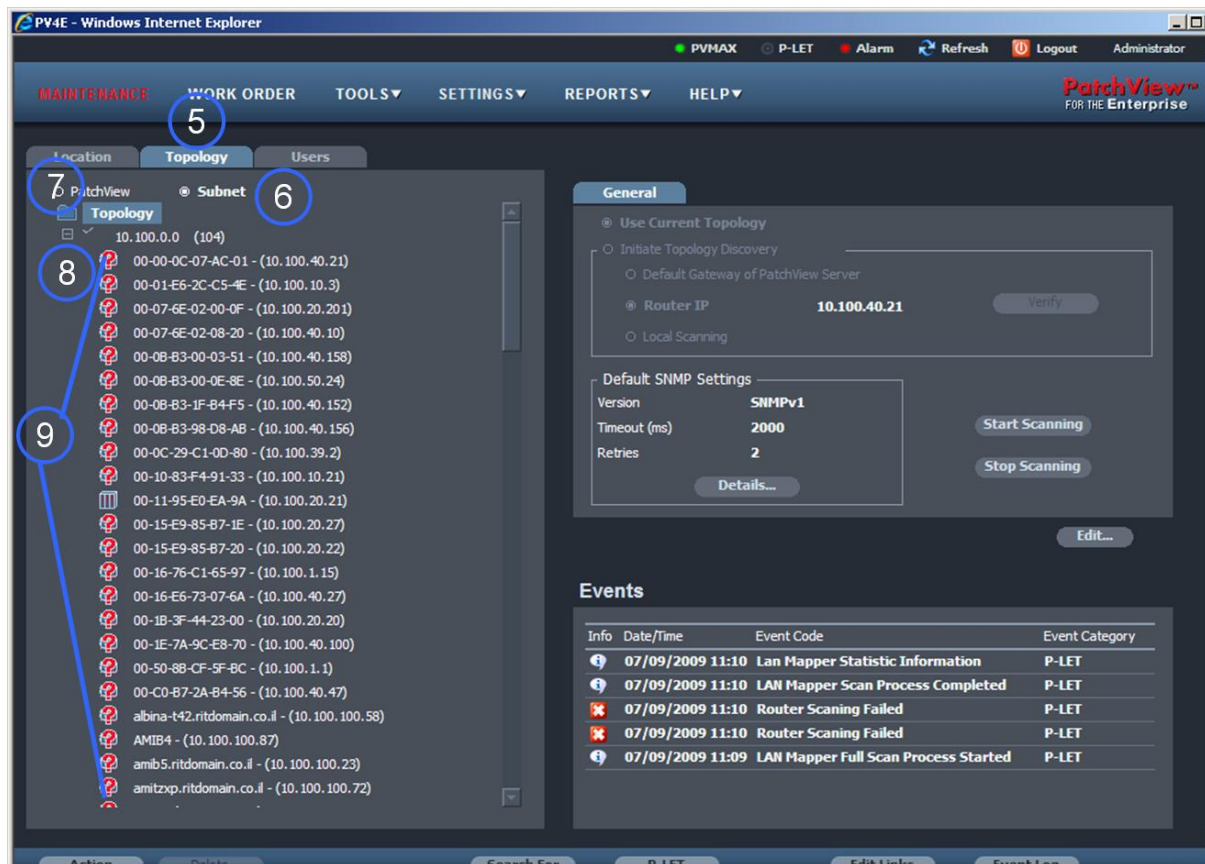 PV4E - Windows Internet Explorer
PVMAX P-LET Alarm Refresh Logout Administrator
MAINTENANCE WORK ORDER TOOLS▼ SETTINGS▼ REPORTS▼ HELP▼
PatchView™
FOR THE Enterprise
5
Location Topology Users
7 PatchView Subnet 6
Topology
10.100.0.0 (104)
8
00-00-0C-07-AC-01 - (10.100.40.21)
00-01-E6-2C-C5-4E - (10.100.10.3)
00-07-6E-02-00-0F - (10.100.20.201)
00-07-6E-02-08-20 - (10.100.40.10)
00-0B-B3-00-03-51 - (10.100.40.158)
00-0B-B3-00-0E-8E - (10.100.50.24)
00-0B-B3-1F-B4-F5 - (10.100.40.152)
9
00-0B-B3-98-D8-AB - (10.100.40.156)
00-0C-29-C1-0D-80 - (10.100.39.2)
00-10-83-F4-91-33 - (10.100.10.21)
00-11-95-E0-EA-9A - (10.100.20.21)
00-15-E9-85-B7-1E - (10.100.20.27)
00-15-E9-85-B7-20 - (10.100.20.22)
00-16-76-C1-65-97 - (10.100.1.15)
00-16-E6-73-07-6A - (10.100.40.27)
00-1B-3F-44-23-00 - (10.100.20.20)
00-1E-7A-9C-E8-70 - (10.100.40.100)
00-50-8B-CF-5F-BC - (10.100.1.1)
00-C0-B7-2A-B4-56 - (10.100.40.47)
albina-t42.ritdomain.co.il - (10.100.100.58)
AMIB4 - (10.100.100.87)
amib5.ritdomain.co.il - (10.100.100.23)
amitzxp.ritdomain.co.il - (10.100.100.72)
General
Use Current Topology
Initiate Topology Discovery
Default Gateway of PatchView Server
Router IP 10.100.40.21 Verify
Local Scanning
Default SNMP Settings
Version SNMPv1
Timeout (ms) 2000
Retries 2
Details...
Start Scanning
Stop Scanning
Edit...
Events
Info Date/Time Event Code Event Category
07/09/2009 11:10 Lan Mapper Statistic Information P-LET
07/09/2009 11:10 LAN Mapper Scan Process Completed P-LET
07/09/2009 11:10 Router Scaning Failed P-LET
07/09/2009 11:10 Router Scaning Failed P-LET
07/09/2009 11:09 LAN Mapper Full Scan Process Started P-LET
Action Delete Search For P-LET Edit Links Event Log